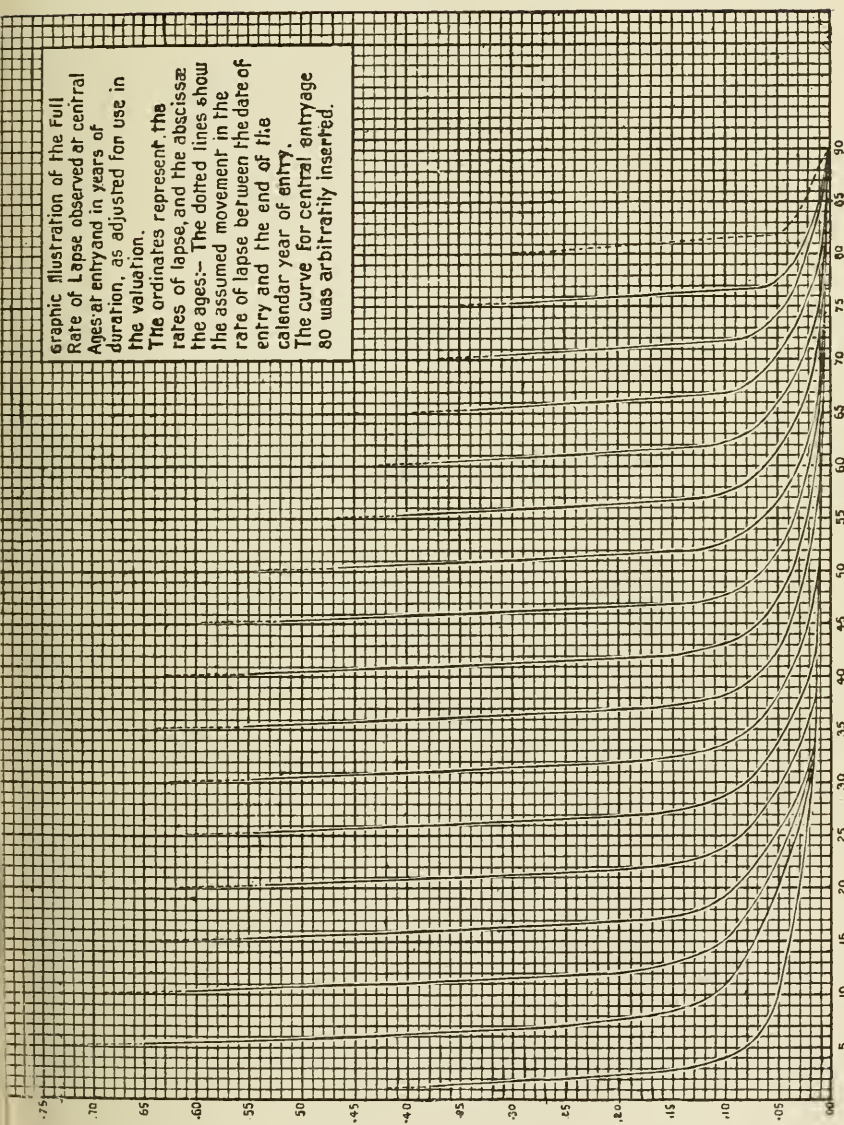 Graphic Illustration of the Full
Rate of Lapse observed at central
Ages at entry and in years of
duration, as adjusted for use in
the valuation.
The ordinates represent the
rates of lapse, and the abscissæ
the ages:— The dotted lines show
the assumed movement in the
rate of lapse between the date of
entry and the end of the
calendar year of entry.
The curve for central entry age
80 was arbitrarily inserted.
.75
.70
65
.60
.55
.50
.45
.40
.35
.30
.25
.20
.15
.10
.05
00
5 10 15 20 25 30 35 40 45 50 55 60 65 70 75 80 85 90